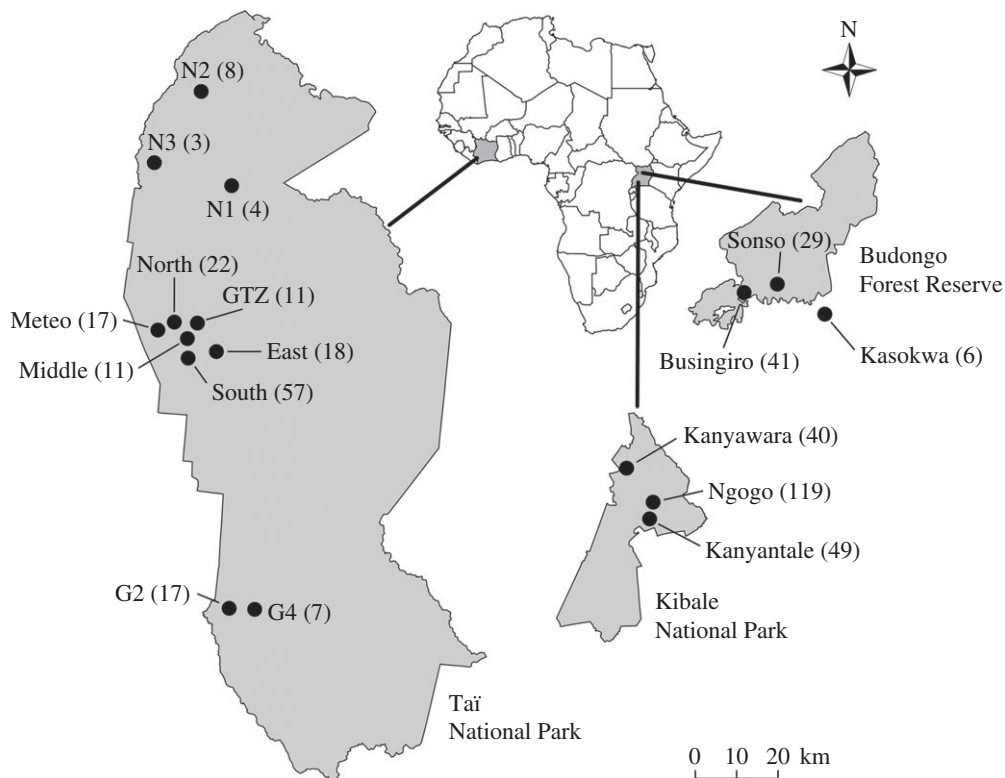 N
N2 (8)
N3 (3)
N1 (4)
North (22)
GTZ (11)
Meteo (17)
Middle (11)
East (18)
South (57)
G2 (17)
G4 (7)
Taï
National Park
Sonso (29)
Budongo
Forest Reserve
Busingiro (41)
Kasokwa (6)
Kanyawara (40)
Ngogo (119)
Kanyantale (49)
Kibale
National Park
0 10 20 km